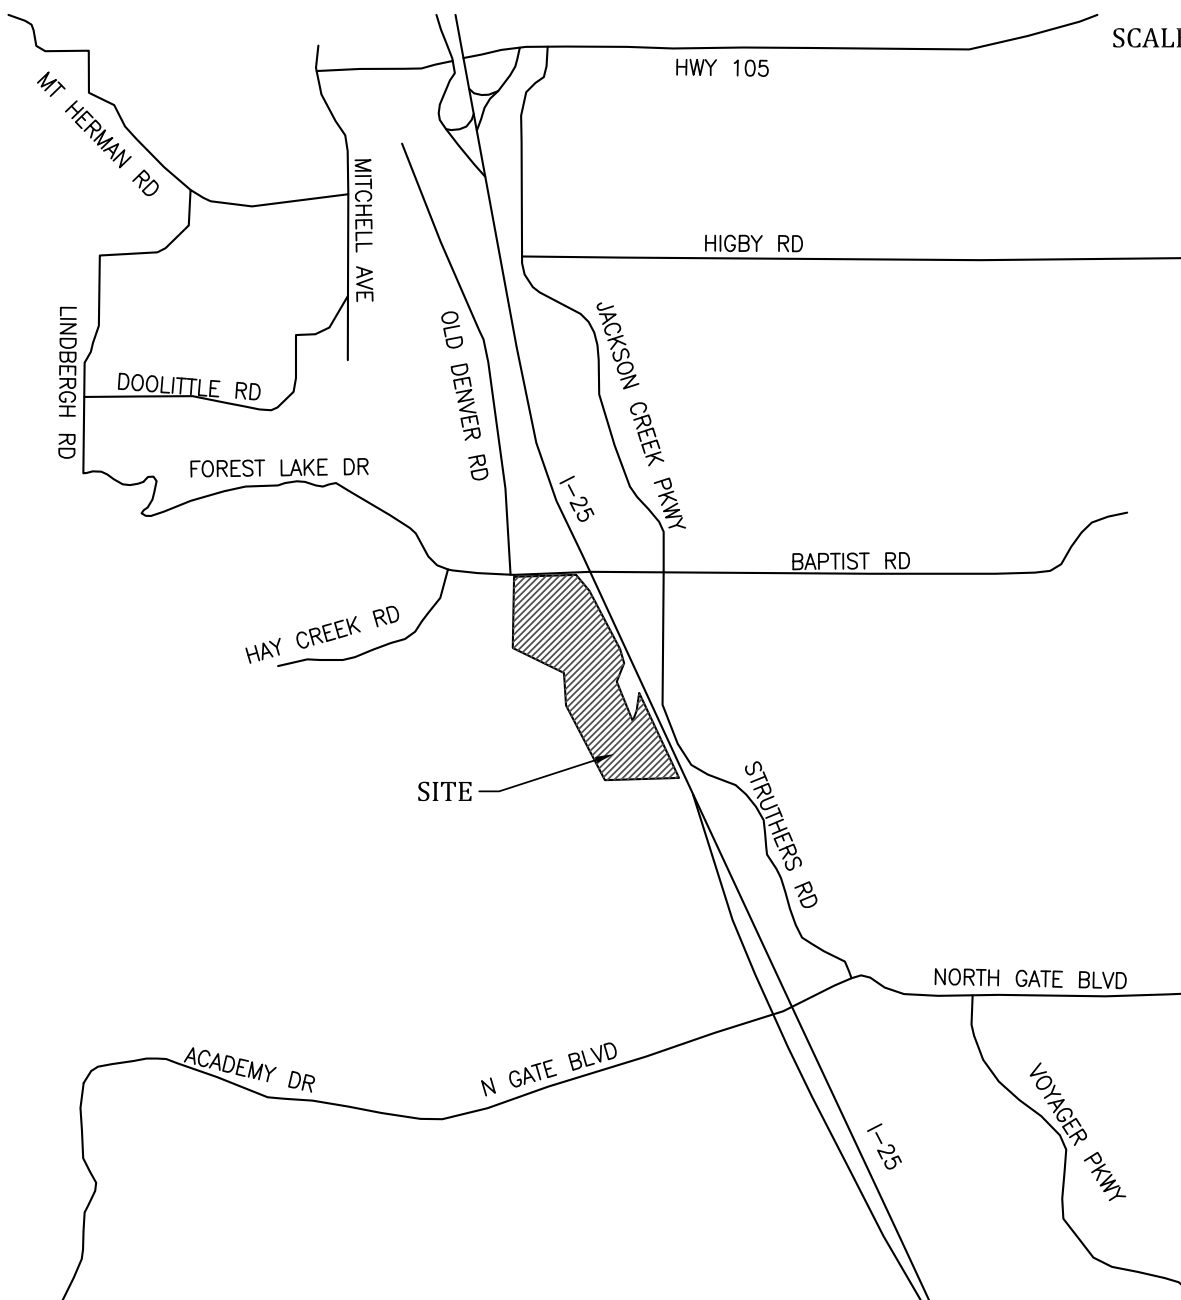 SCALE
HWY 105
MT HERMAN RD
MITCHELL AVE
HIGBY RD
LINDBERGH RD
OLD DENVER RD
JACKSON CREEK PKWY
DOOLITTLE RD
FOREST LAKE DR
I-25
BAPTIST RD
HAY CREEK RD
SITE
STRUTHERS RD
NORTH GATE BLVD
ACADEMY DR
N GATE BLVD
VOYAGER PKWY
I-25